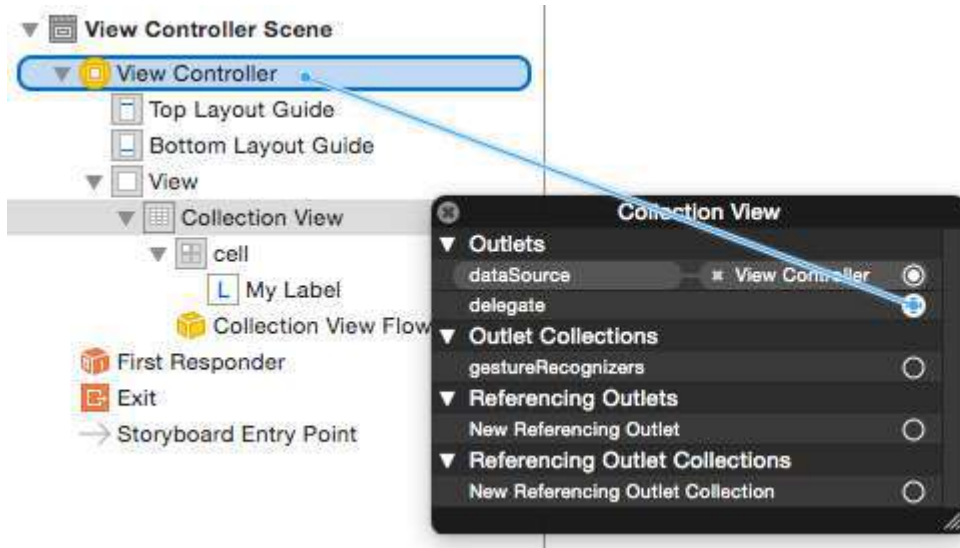 View Controller Scene
View Controller
Top Layout Guide
Bottom Layout Guide
View
Collection View
cell
L My Label
Collection View Flow
First Responder
Exit
Storyboard Entry Point
Collection View
Outlets
dataSource View Controller
delegate
Outlet Collections
gestureRecognizers
Referencing Outlets
New Referencing Outlet
Referencing Outlet Collections
New Referencing Outlet Collection